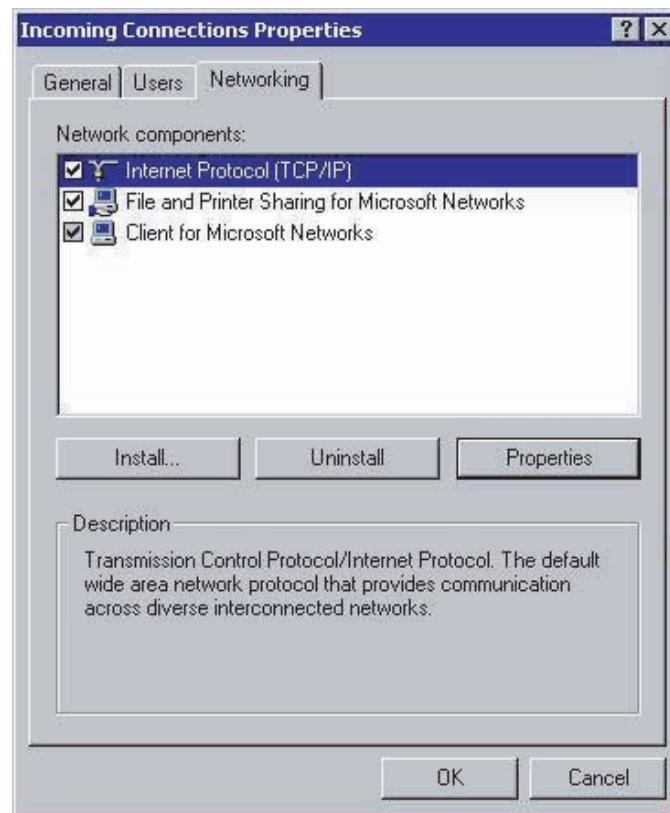 Incoming Connections Properties
General Users Networking
Network components:
Internet Protocol (TCP/IP)
File and Printer Sharing for Microsoft Networks
Client for Microsoft Networks
Install... Uninstall Properties
Description
Transmission Control Protocol/Internet Protocol. The default
wide area network protocol that provides communication
across diverse interconnected networks.
OK Cancel